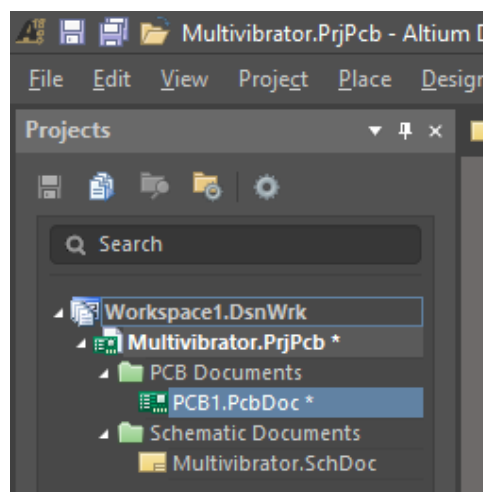 Multivibrator.PrjPcb - Altium D
File Edit View Project Place Design
Projects
Search
Workspace1.DsnWrk
Multivibrator.PrjPcb *
PCB Documents
PCB1.PcbDoc *
Schematic Documents
Multivibrator.SchDoc